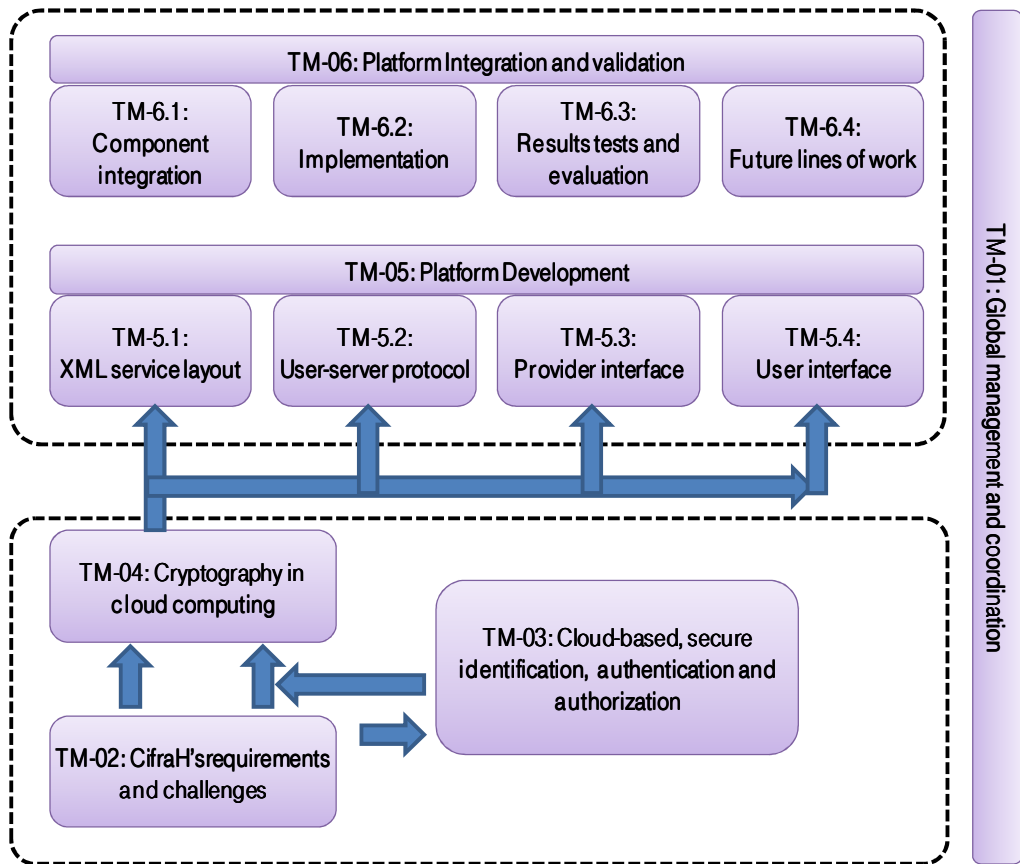 TM-06: Platform Integration and validation
TM-6.1:
Component
integration
TM-6.2:
Implementation
TM-6.3:
Results tests and
evaluation
TM-6.4:
Future lines of work
TM-05: Platform Development
TM-5.1:
XML service layout
TM-5.2:
User-server protocol
TM-5.3:
Provider interface
TM-5.4:
User interface
TM-04: Cryptography in
cloud computing
TM-03: Cloud-based, secure
identification, authentication and
authorization
TM-02: CifraH'srequirements
and challenges
TM-01: Global management and coordination